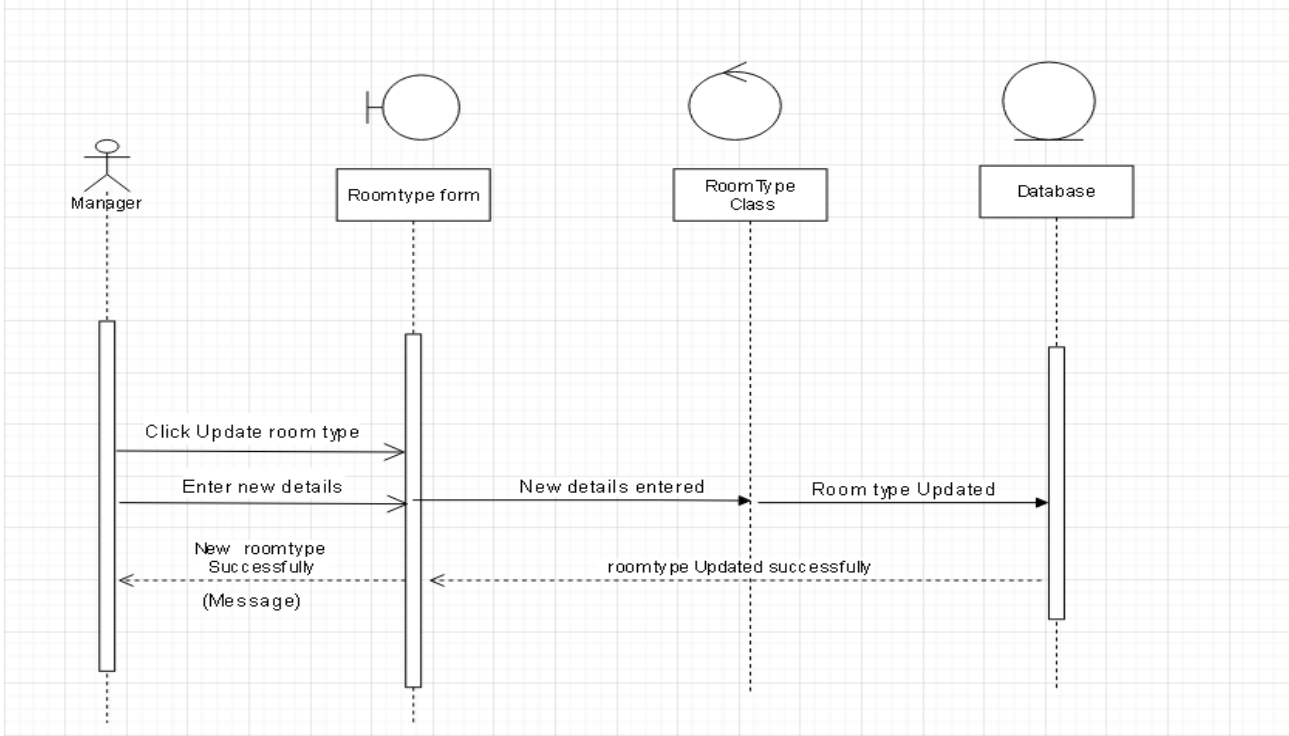 Manager
Roomtype form
RoomType
Class
Database
Click Update room type
Enter new details
New details entered
Room type Updated
New roomtype
Successfully
(Message)
roomtype Updated successfully